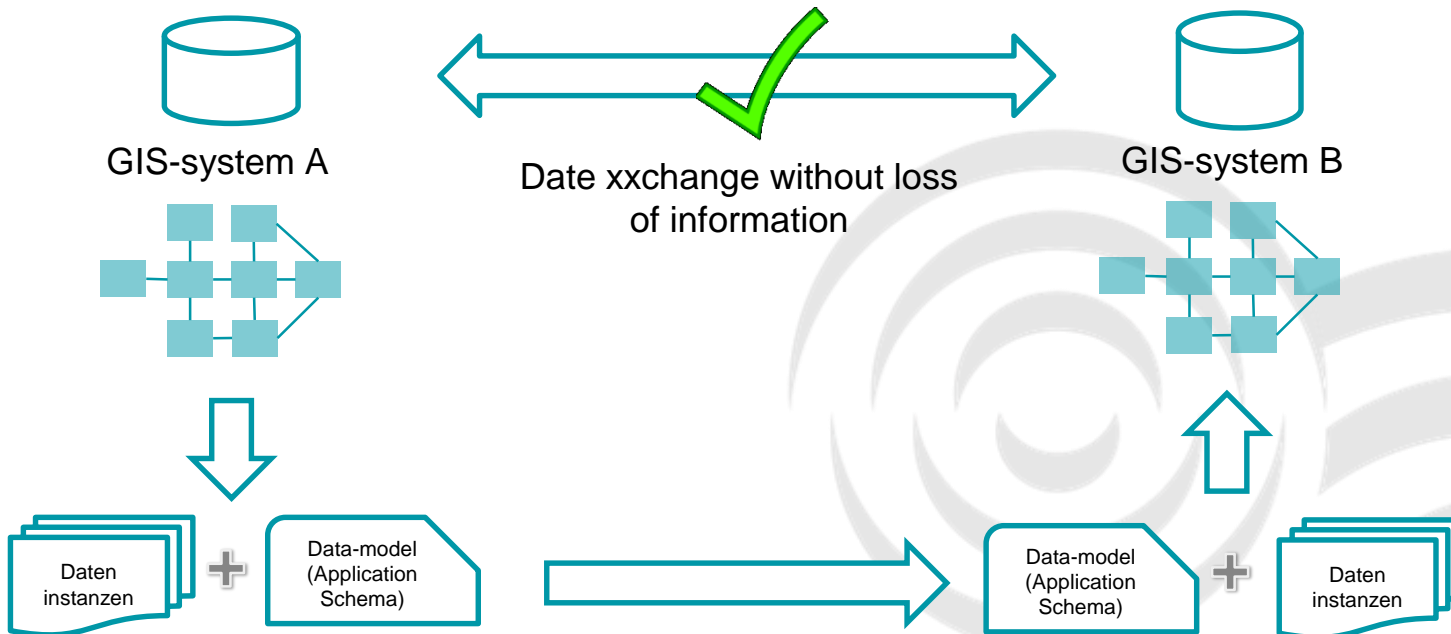 GIS-system A
GIS-system B
Date xxchange without loss
of information
Daten
instanzen
Data-model
(Application
Schema)
Data-model
(Application
Schema)
Daten
instanzen